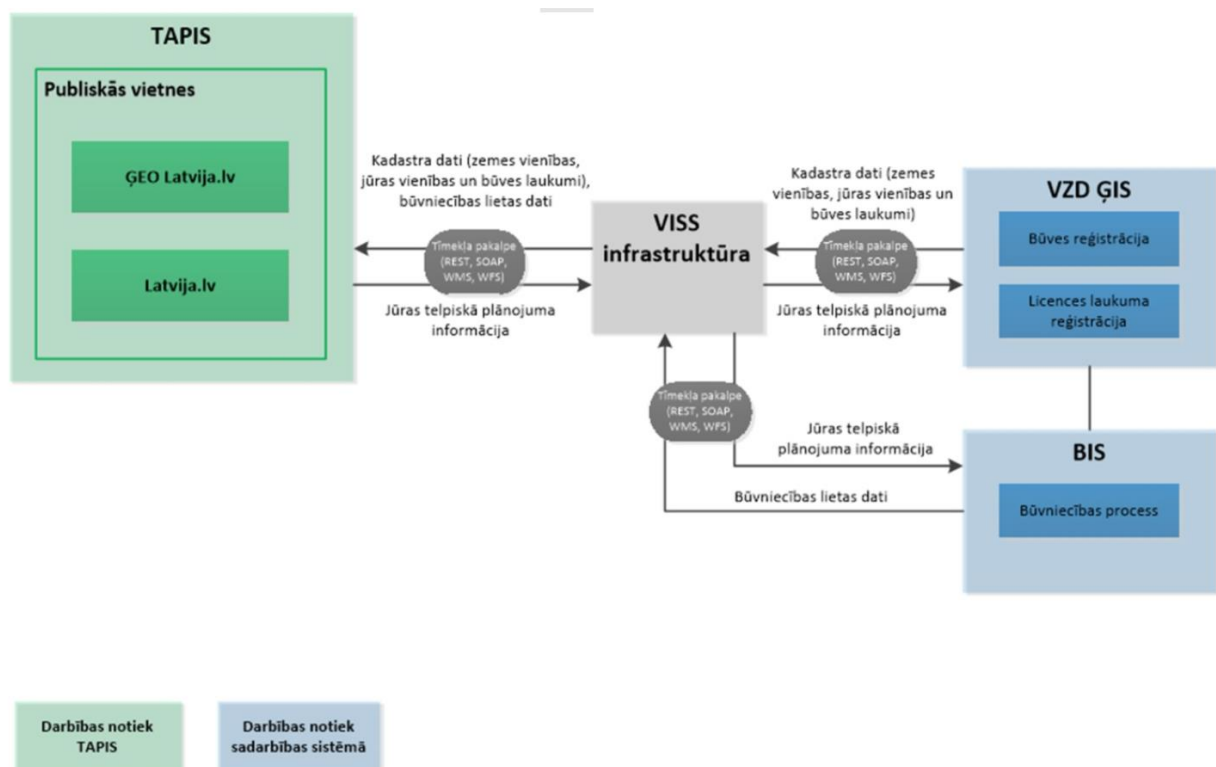 TAPIS
Publiskās vietnes
ĢEO Latvija.lv
Latvija.lv
Kadastra dati (zemes vienības,
jūras vienības un būves laukumi),
būvniecības lietas dati
Tīmekļa pakalpe
(REST, SOAP,
WMS, WFS)
Jūras telpiskā plānojuma
informācija
VISS
infrastruktūra
Kadastra dati (zemes
vienības, jūras vienības un
būves laukumi)
Tīmekļa pakalpe
(REST, SOAP,
WMS, WFS)
Jūras telpiskā plānojuma
informācija
VZD ĢIS
Būves reģistrācija
Licences laukuma
reģistrācija
Tīmekļa pakalpe
(REST, SOAP,
WMS, WFS)
Jūras telpiskā
plānojuma informācija
Būvniecības lietas dati
BIS
Būvniecības process
Darbības notiek
TAPIS
Darbības notiek
sadarbības sistēmā